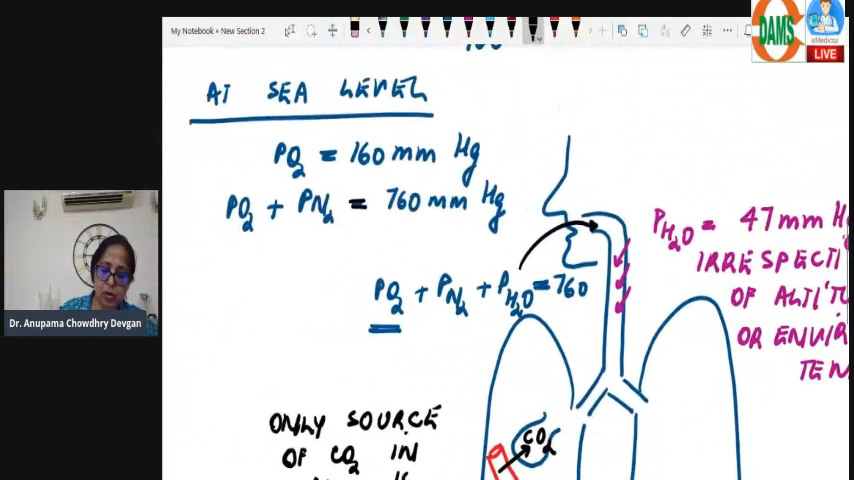 My Notebook » New Section 2
DAMS
eMedicoz
LIVE
AT SEA LEVEL
PO2 = 160 mm Hg
PO2 + PN2 = 760 mm Hg
PO2 + PN2 + PH2O = 760
PH2O = 47 mm H
IRRESPECTI
OF ALTITU
OR ENVIR
TEM
ONLY SOURCE
OF CO2 IN
CO2
Dr. Anupama Chowdhry Devgan